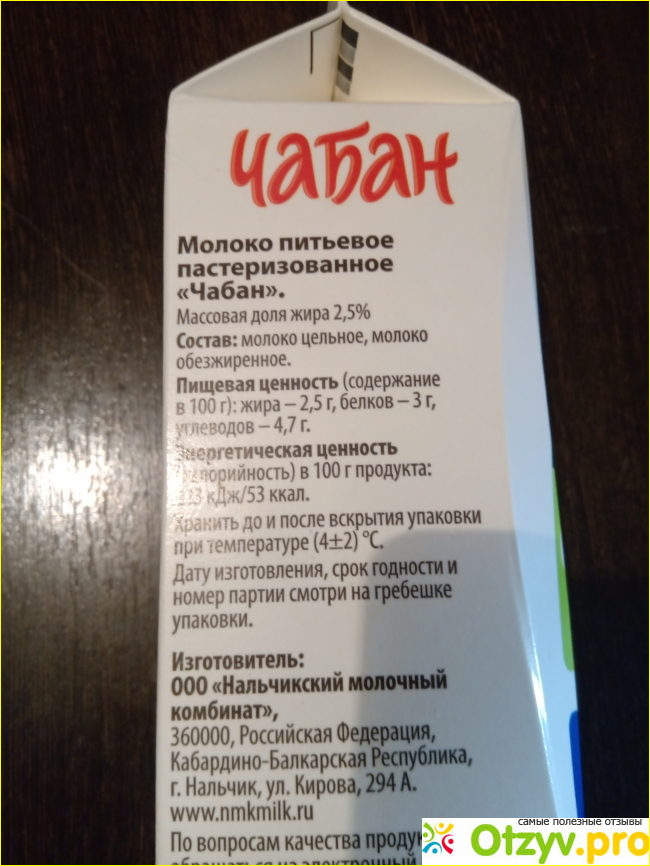 чабан
Молоко питьевое
пастеризованное
«Чабан».
Массовая доля жира 2,5%
Состав: молоко цельное, молоко
обезжиренное.
Пищевая ценность (содержание
в 100 г): жира – 2,5 г, белков – 3 г,
углеводов – 4,7 г.
Энергетическая ценность
(калорийность) в 100 г продукта:
кДж/53 ккал.
Хранить до и после вскрытия упаковки
при температуре (4±2) °С.
Дату изготовления, срок годности и
номер партии смотри на гребешке
упаковки.
Изготовитель:
ООО «Нальчикский молочный
комбинат»,
360000, Российская Федерация,
Кабардино-Балкарская Республика,
г. Нальчик, ул. Кирова, 294 А.
www.nmkmilk.ru
По вопросам качества
обращаться на электронный
самые полезные отзывы
Otzyv.pro